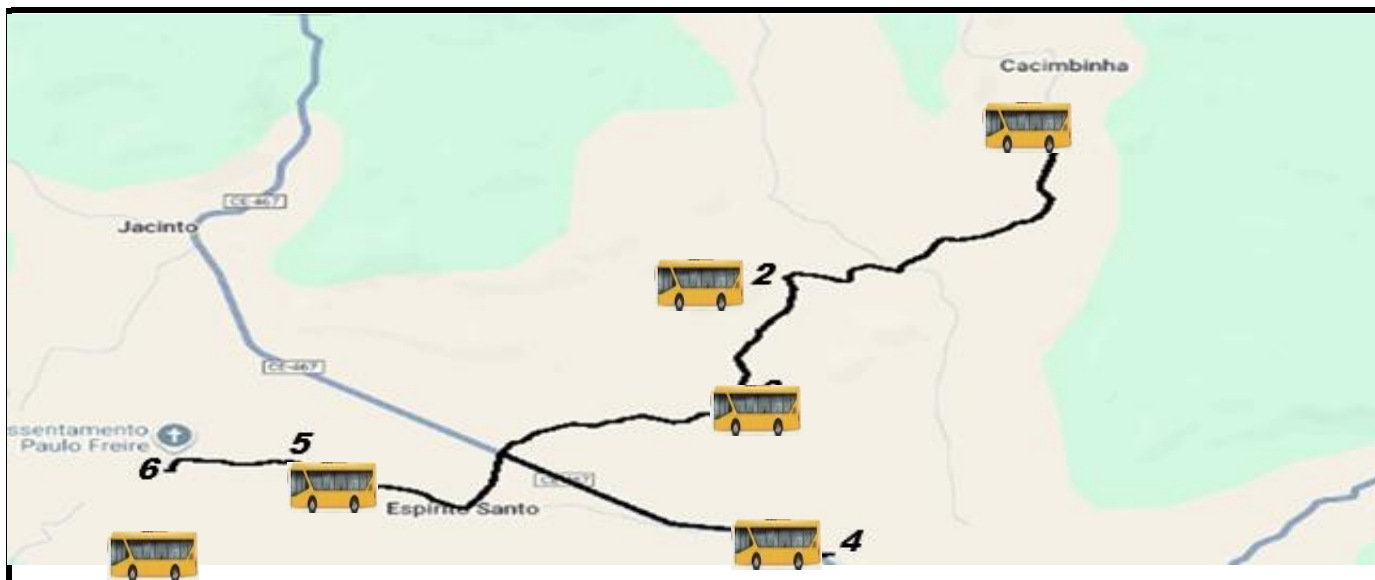 Cacimbinha
CE-467
Jacinto
2
CE-467
ssentamento
Paulo Freire
5
6
Espírito Santo
4